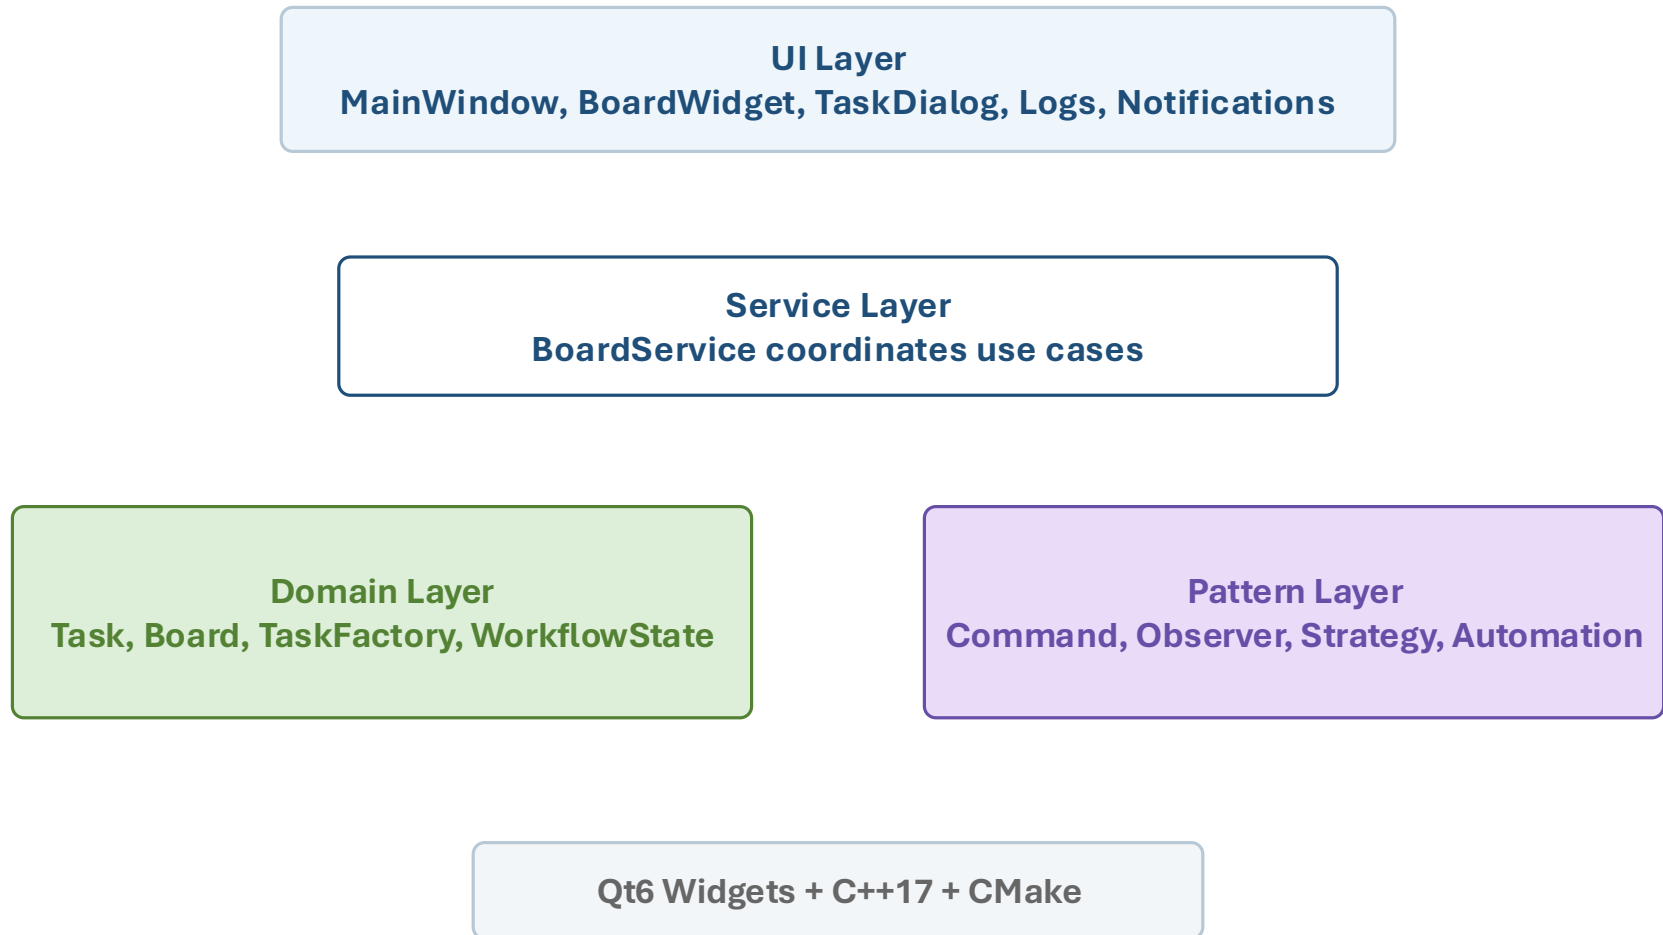 UI Layer
MainWindow, BoardWidget, TaskDialog, Logs, Notifications
Service Layer
BoardService coordinates use cases
Domain Layer
Task, Board, TaskFactory, WorkflowState
Pattern Layer
Command, Observer, Strategy, Automation
Qt6 Widgets + C++17 + CMake